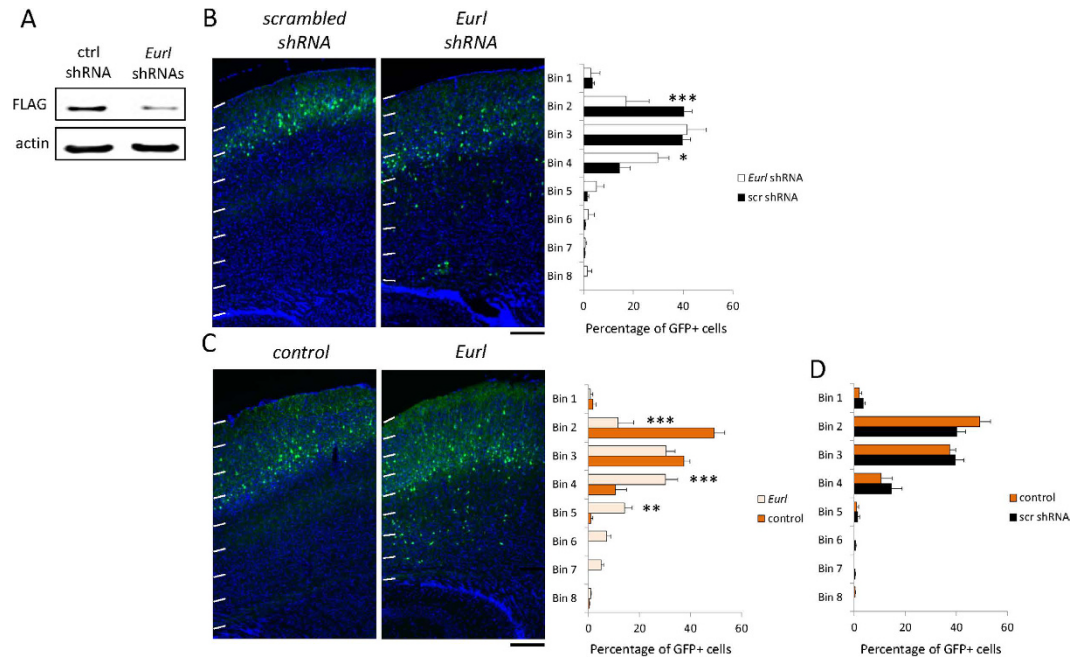 A
ctrl
shRNA
Eurl
shRNAs
FLAG
actin
B
scrambled
shRNA
Eurl
shRNA
Bin 1
Bin 2
Bin 3
Bin 4
Bin 5
Bin 6
Bin 7
Bin 8
***
*
Eurl shRNA
scr shRNA
0 20 40 60
Percentage of GFP+ cells
C
control
Eurl
Bin 1
Bin 2
Bin 3
Bin 4
Bin 5
Bin 6
Bin 7
Bin 8
***
***
**
Eurl
control
0 20 40 60
Percentage of GFP+ cells
D
Bin 1
Bin 2
Bin 3
Bin 4
Bin 5
Bin 6
Bin 7
Bin 8
control
scr shRNA
0 20 40 60
Percentage of GFP+ cells